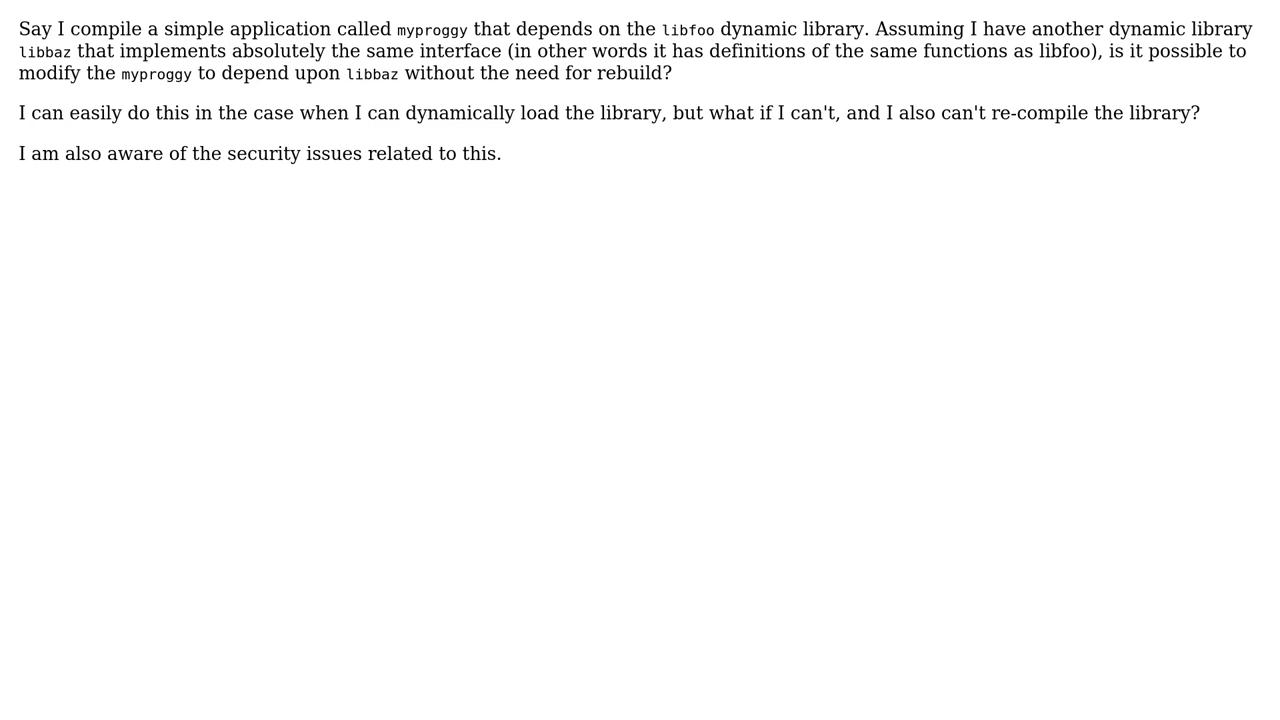 Say I compile a simple application called myproggy that depends on the libfoo dynamic library. Assuming I have another dynamic library
libbaz that implements absolutely the same interface (in other words it has definitions of the same functions as libfoo), is it possible to
modify the myproggy to depend upon libbaz without the need for rebuild?
I can easily do this in the case when I can dynamically load the library, but what if I can't, and I also can't re-compile the library?
I am also aware of the security issues related to this.